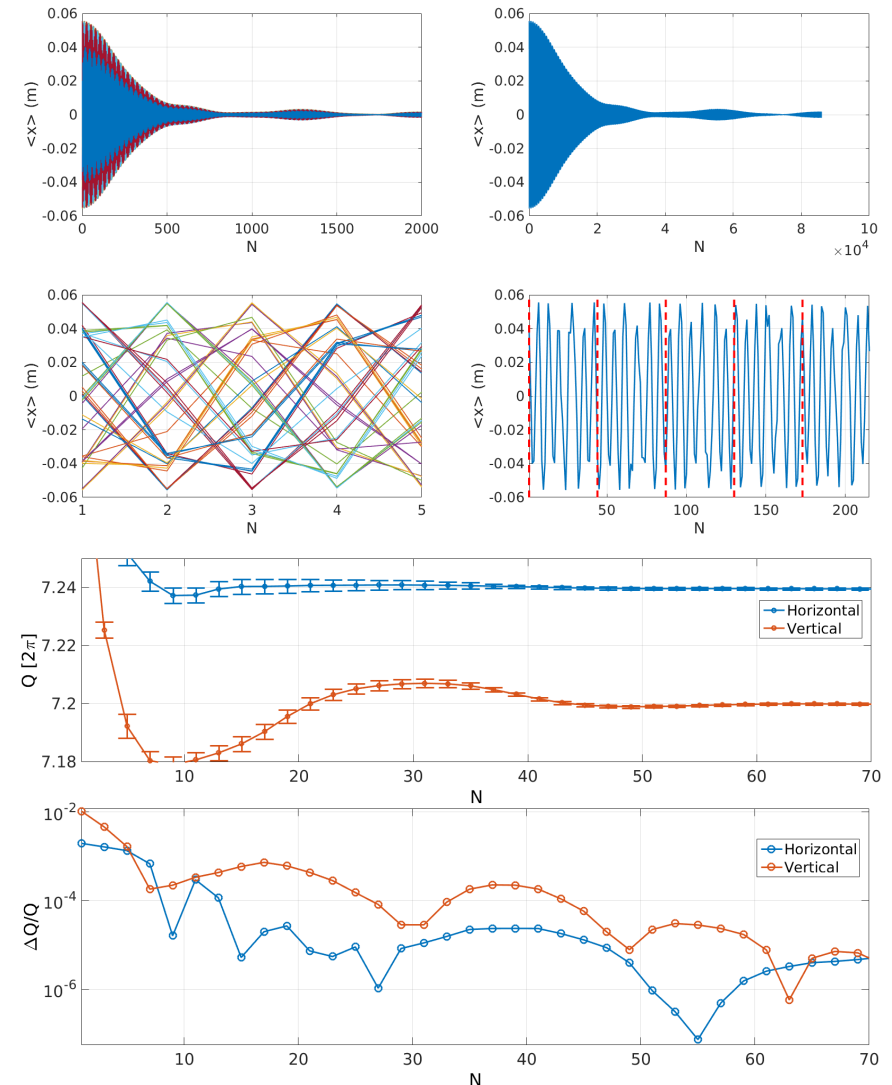 0.06
0.04
0.02
0
-0.02
-0.04
-0.06
<x> (m)
0 500 1000 1500 2000
N
0.06
0.04
0.02
0
-0.02
-0.04
-0.06
<x> (m)
0 2 4 6 8 10
N
×10^4
0.06
0.04
0.02
0
-0.02
-0.04
-0.06
<x> (m)
1 2 3 4 5
N
0.06
0.04
0.02
0
-0.02
-0.04
-0.06
<x> (m)
50 100 150 200
N
7.24
7.22
7.2
7.18
Q [2π]
Horizontal
Vertical
10 20 30 40 50 60 70
N
10^-2
10^-4
10^-6
ΔQ/Q
Horizontal
Vertical
10 20 30 40 50 60 70
N